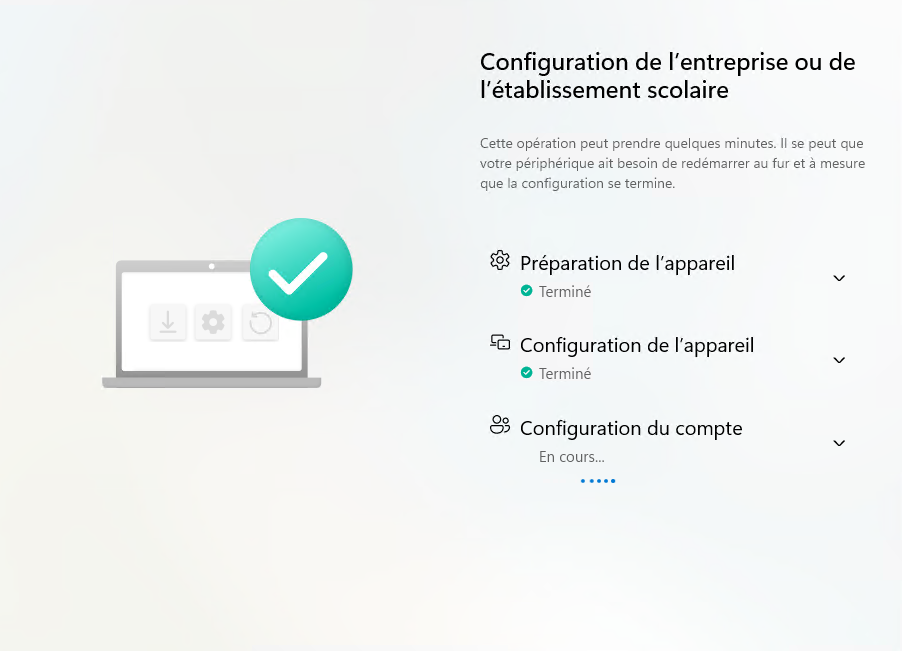 Configuration de l’entreprise ou de
l’établissement scolaire
Cette opération peut prendre quelques minutes. Il se peut que
votre périphérique ait besoin de redémarrer au fur et à mesure
que la configuration se termine.
Préparation de l’appareil
Terminé
Configuration de l’appareil
Terminé
Configuration du compte
En cours...